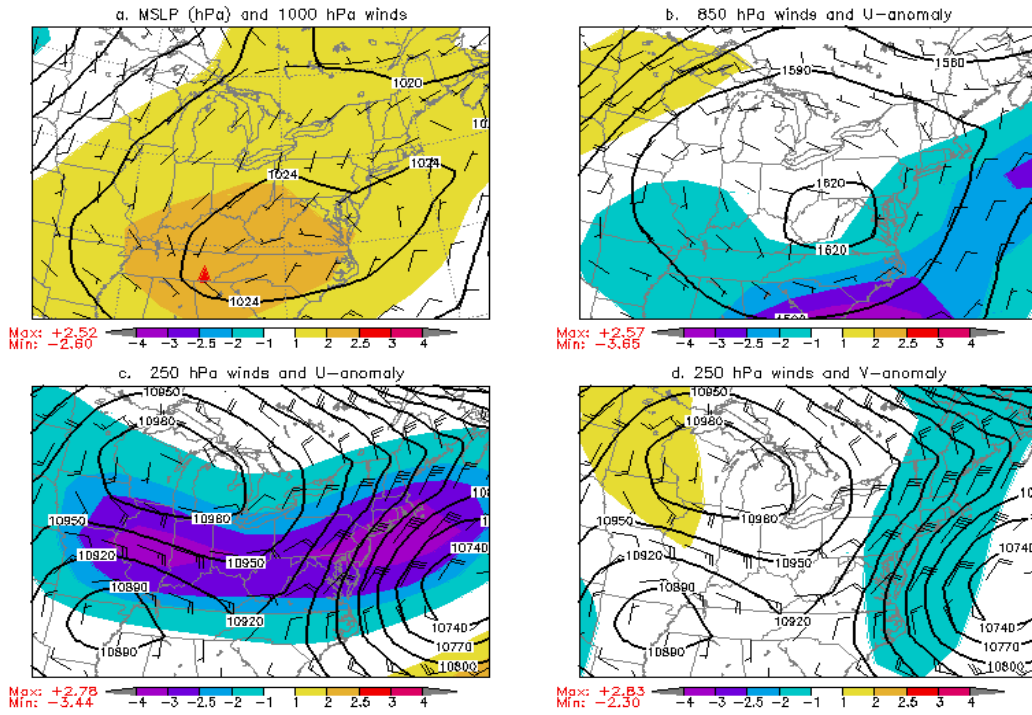 a. MSLP (hPa) and 1000 hPa winds
1020
1024
1024
1024
Max: +2.52
Min: -2.60
-4 -3 -2.5 -2 -1 1 2 2.5 3 4
b. 850 hPa winds and U-anomaly
1560
1590
1620
1620
Max: +2.57
Min: -3.65
-4 -3 -2.5 -2 -1 1 2 2.5 3 4
c. 250 hPa winds and U-anomaly
10950
10980
10980
10950
10950
10920
10890
10920
10890
10740
10740
10770
10800
Max: +2.78
Min: -3.44
-4 -3 -2.5 -2 -1 1 2 2.5 3 4
d. 250 hPa winds and V-anomaly
10950
10980
10980
10950
10950
10920
10890
10920
10890
10740
10740
10770
10800
Max: +2.83
Min: -2.30
-4 -3 -2.5 -2 -1 1 2 2.5 3 4